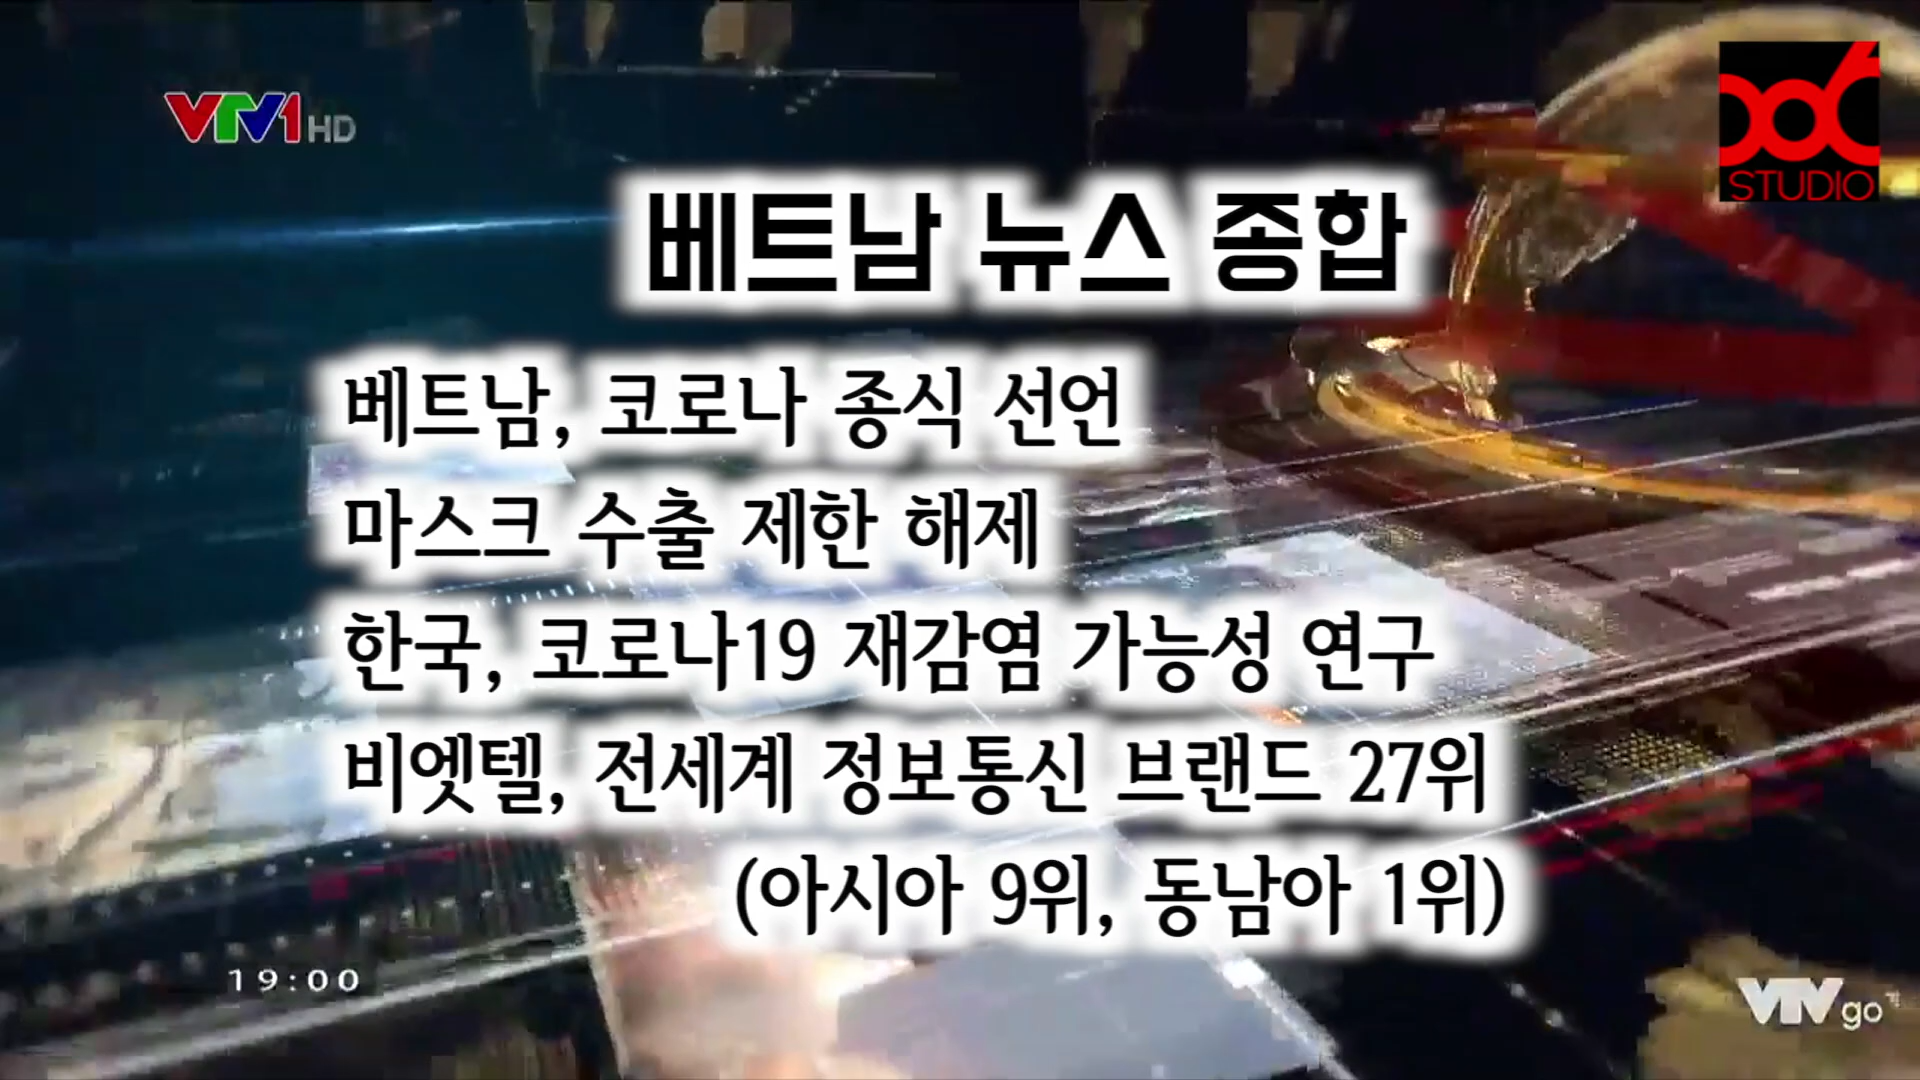 VTV1 HD
STUDIO
베트남 뉴스 종합
베트남, 코로나 종식 선언
마스크 수출 제한 해제
한국, 코로나19 재감염 가능성 연구
비엣텔, 전세계 정보통신 브랜드 27위
(아시아 9위, 동남아 1위)
19:00
VTV go